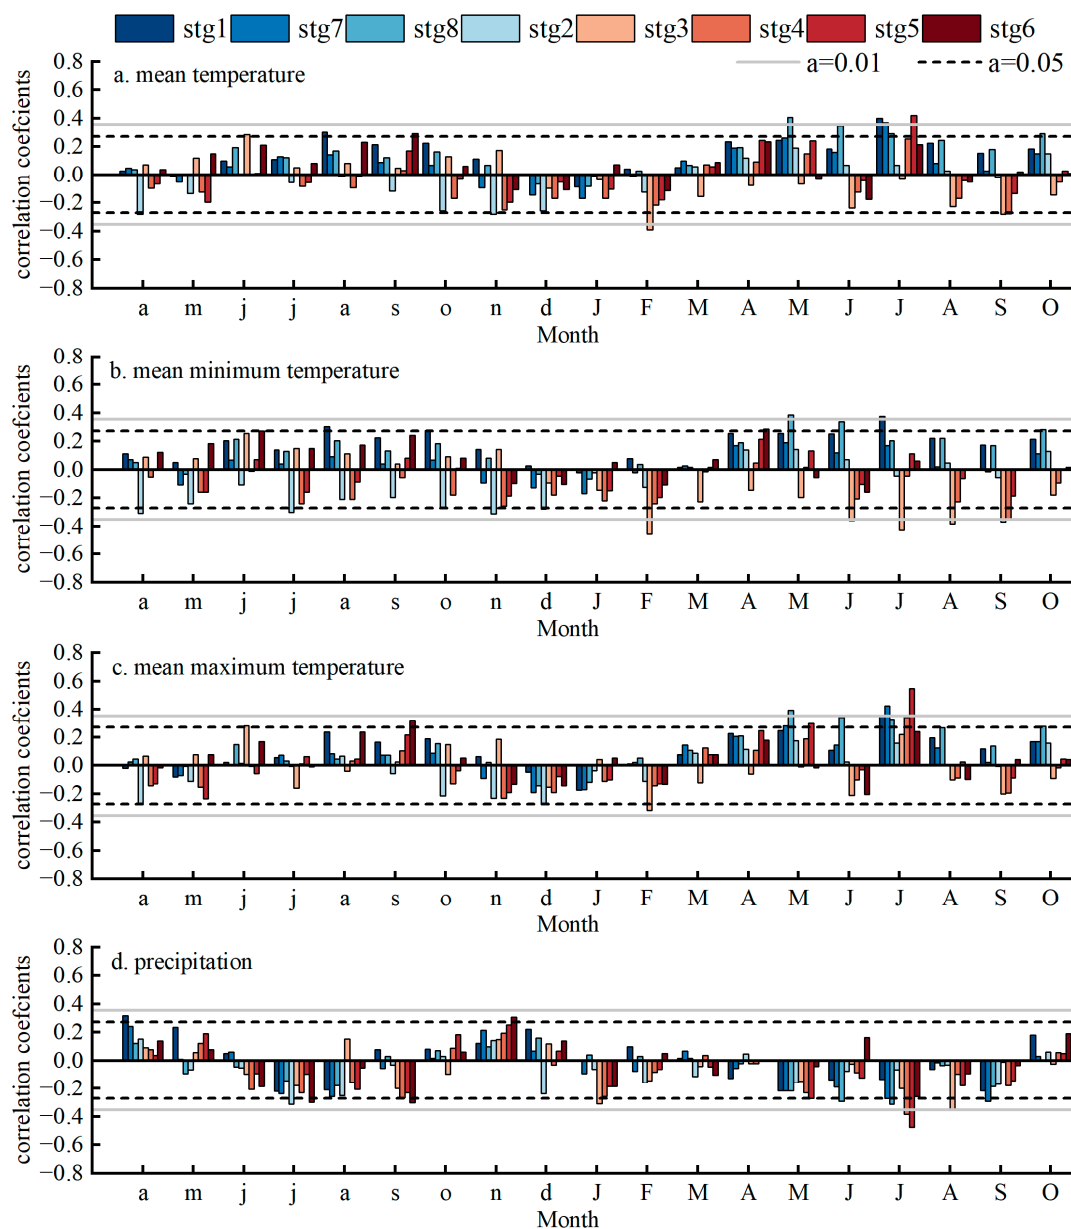 stg1 stg7 stg8 stg2 stg3 stg4 stg5 stg6
a. mean temperature
a=0.01 a=0.05
correlation coefcients
0.8
0.6
0.4
0.2
0.0
−0.2
−0.4
−0.6
−0.8
a m j j a s o n d J F M A M J J A S O
Month
b. mean minimum temperature
correlation coefcients
0.8
0.6
0.4
0.2
0.0
−0.2
−0.4
−0.6
−0.8
a m j j a s o n d J F M A M J J A S O
Month
c. mean maximum temperature
correlation coefcients
0.8
0.6
0.4
0.2
0.0
−0.2
−0.4
−0.6
−0.8
a m j j a s o n d J F M A M J J A S O
Month
d. precipitation
correlation coefcients
0.8
0.6
0.4
0.2
0.0
−0.2
−0.4
−0.6
−0.8
a m j j a s o n d J F M A M J J A S O
Month